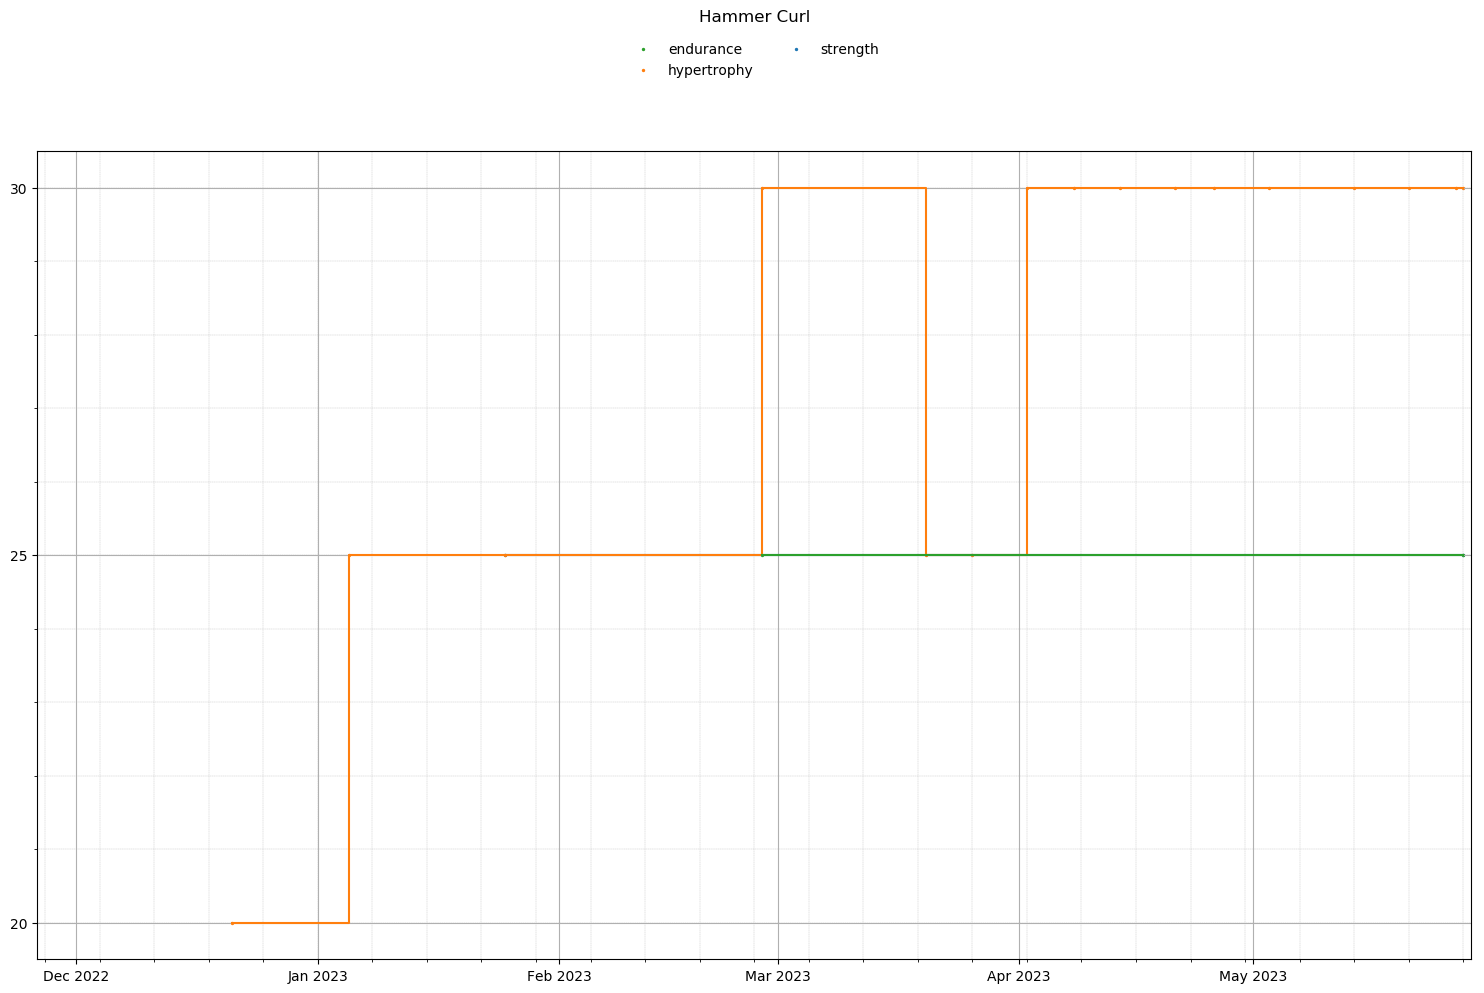 Hammer Curl
endurance
hypertrophy
strength
30
25
20
Dec 2022
Jan 2023
Feb 2023
Mar 2023
Apr 2023
May 2023